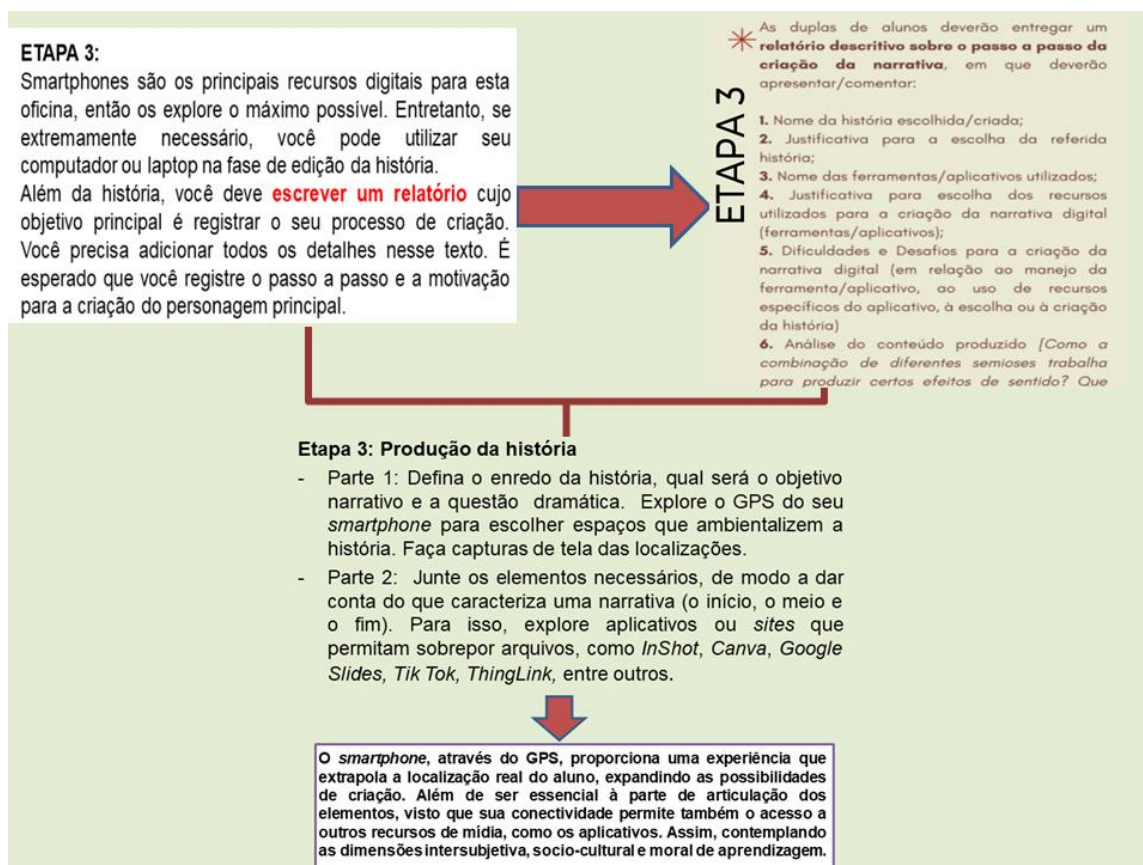 ETAPA 3:
Smartphones são os principais recursos digitais para esta
oficina, então os explore o máximo possível. Entretanto, se
extremamente necessário, você pode utilizar seu
computador ou laptop na fase de edição da história.
Além da história, você deve escrever um relatório cujo
objetivo principal é registrar o seu processo de criação.
Você precisa adicionar todos os detalhes nesse texto. É
esperado que você registre o passo a passo e a motivação
para a criação do personagem principal.
ETAPA 3
As duplas de alunos deverão entregar um
relatório descritivo sobre o passo a passo da
criação da narrativa, em que deverão
apresentar/comentar:
1. Nome da história escolhida/criada;
2. Justificativa para a escolha da referida
história;
3. Nome das ferramentas/aplicativos utilizados;
4. Justificativa para escolha dos recursos
utilizados para a criação da narrativa digital
(ferramentas/aplicativos);
5. Dificuldades e Desafios para a criação da
narrativa digital (em relação ao manejo da
ferramenta/aplicativo, ao uso de recursos
específicos do aplicativo, à escolha ou à criação
da história)
6. Análise do conteúdo produzido [Como a
combinação de diferentes semioses trabalha
para produzir certos efeitos de sentido? Que
Etapa 3: Produção da história
- Parte 1: Defina o enredo da história, qual será o objetivo
narrativo e a questão dramática. Explore o GPS do seu
smartphone para escolher espaços que ambientalizem a
história. Faça capturas de tela das localizações.
- Parte 2: Junte os elementos necessários, de modo a dar
conta do que caracteriza uma narrativa (o início, o meio e
o fim). Para isso, explore aplicativos ou sites que
permitam sobrepor arquivos, como InShot, Canva, Google
Slides, Tik Tok, ThingLink, entre outros.
O smartphone, através do GPS, proporciona uma experiência que
extrapola a localização real do aluno, expandindo as possibilidades
de criação. Além de ser essencial à parte de articulação dos
elementos, visto que sua conectividade permite também o acesso a
outros recursos de mídia, como os aplicativos. Assim, contemplando
as dimensões intersubjetiva, socio-cultural e moral de aprendizagem.